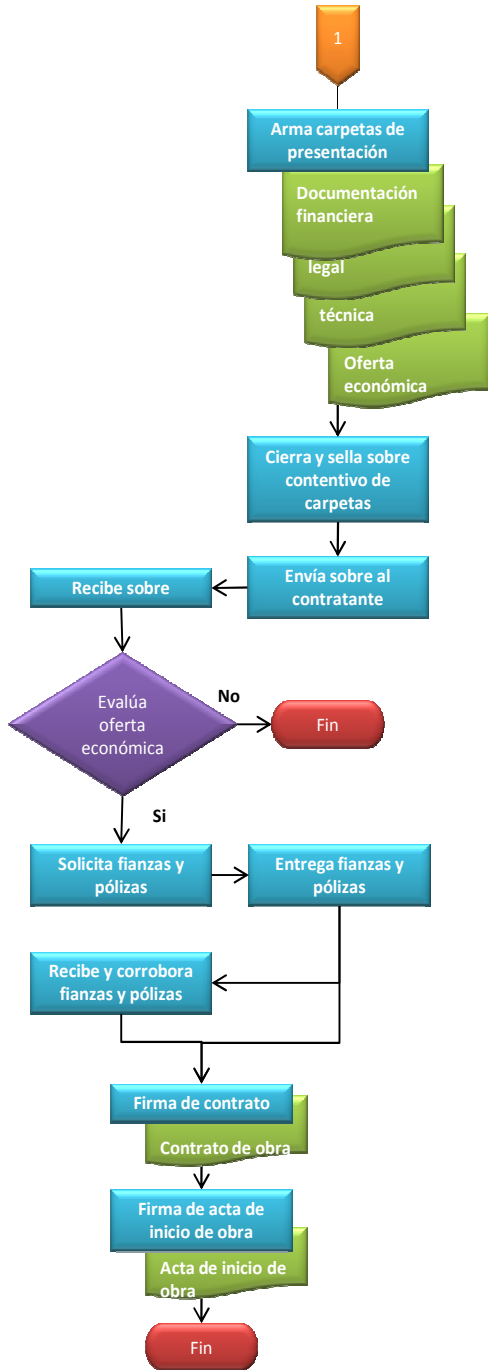 1
Arma carpetas de
presentación
Documentación
financiera
legal
técnica
Oferta
económica
Cierra y sella sobre
contentivo de
carpetas
Envía sobre al
contratante
Recibe sobre
Evalúa
oferta
económica
No
Fin
Si
Solicita fianzas y
pólizas
Entrega fianzas y
pólizas
Recibe y corrobora
fianzas y pólizas
Firma de contrato
Contrato de obra
Firma de acta de
inicio de obra
Acta de inicio de
obra
Fin